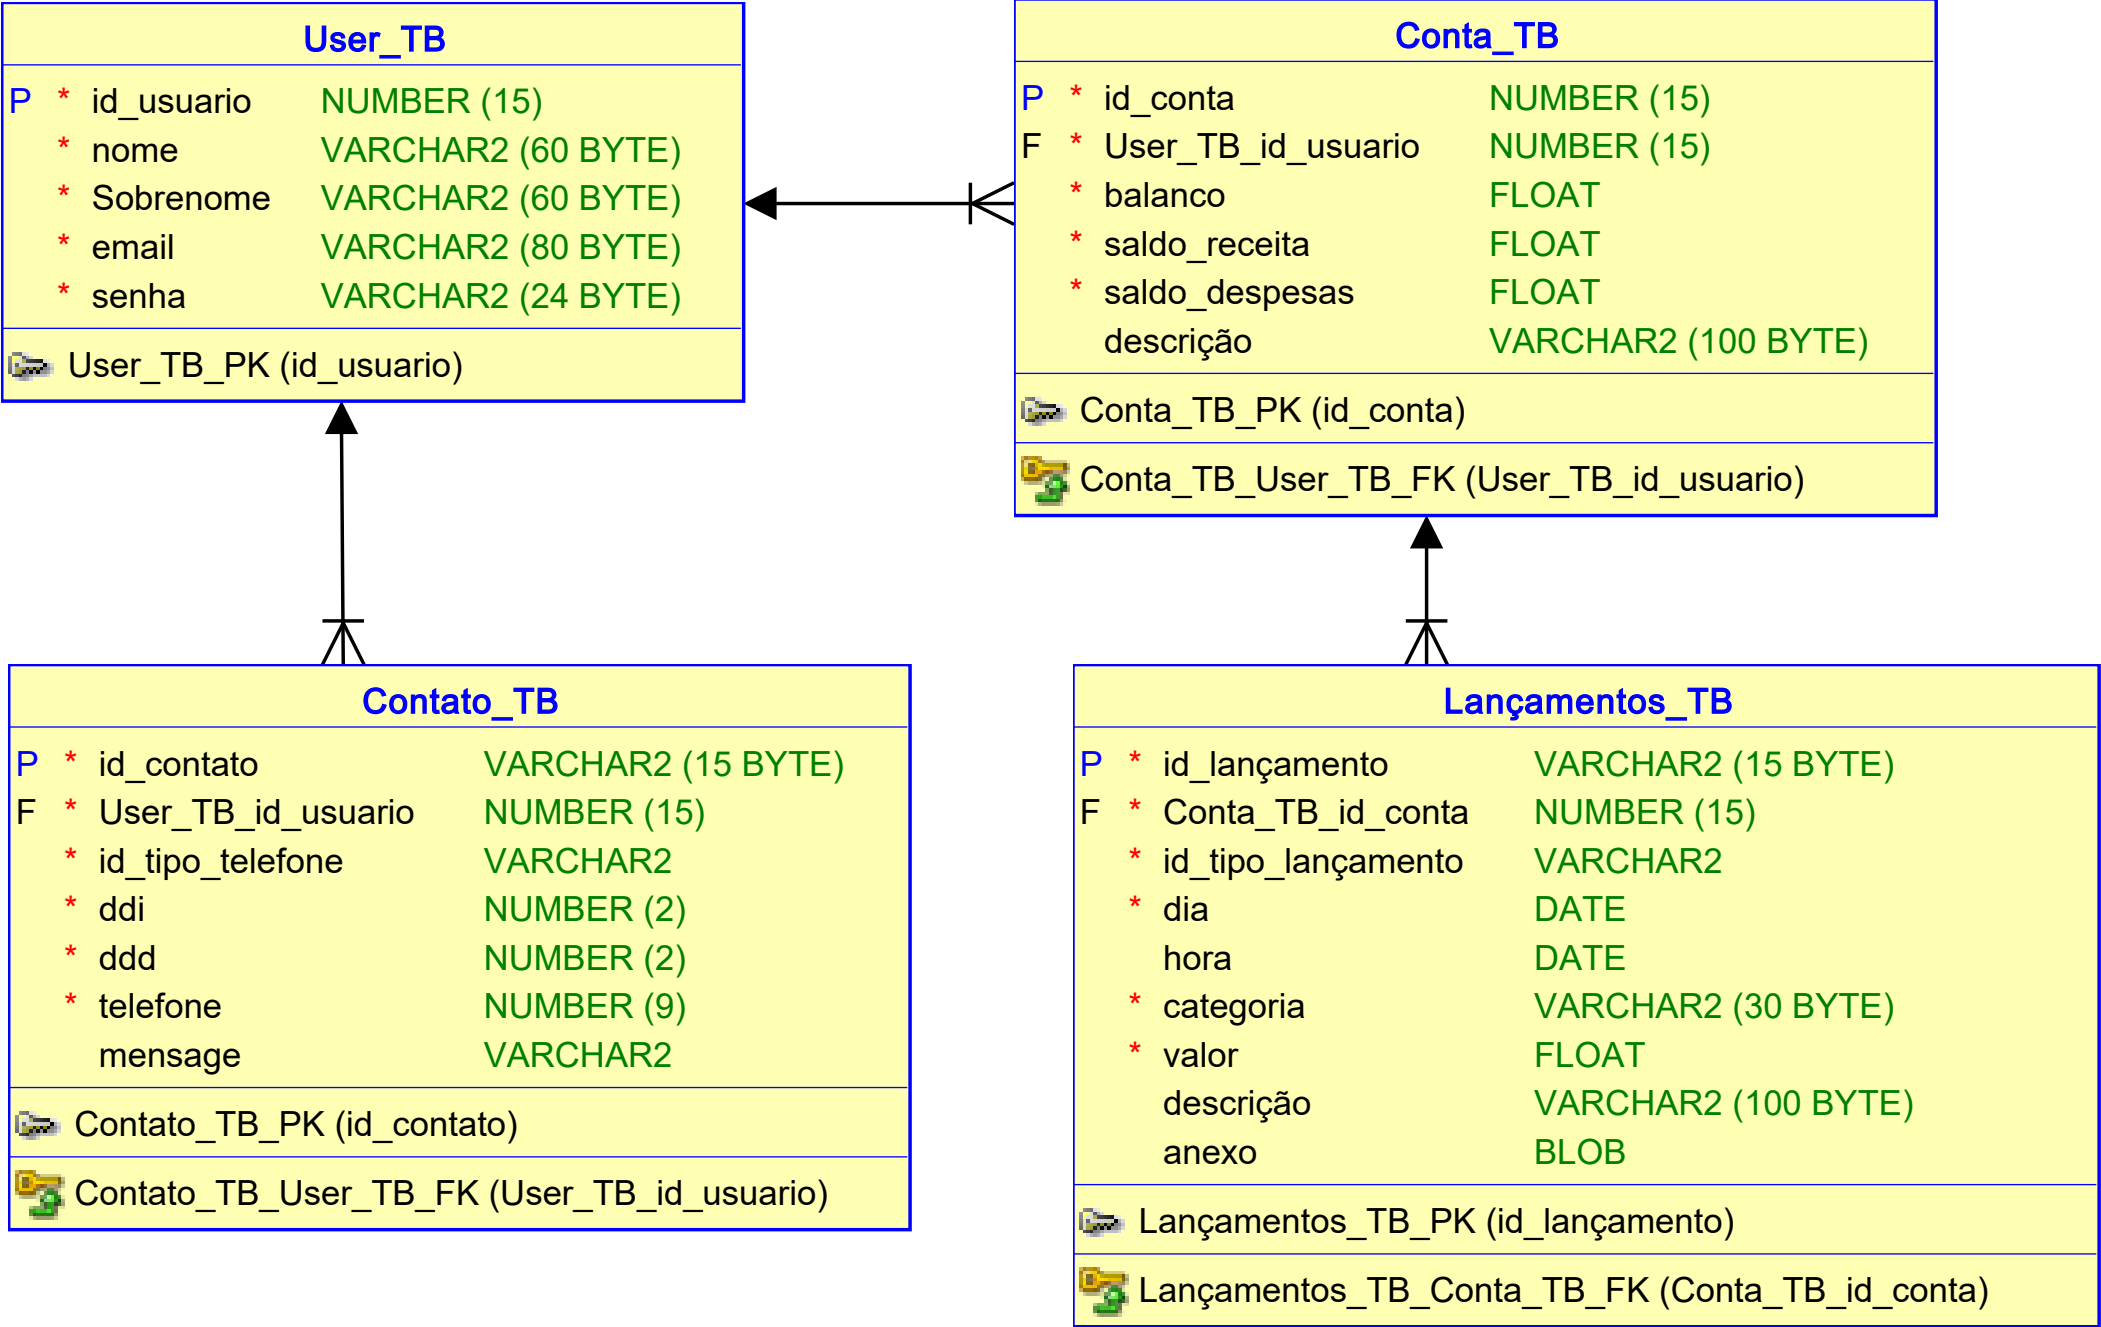 User_TB
P * id_usuario NUMBER (15)
* nome VARCHAR2 (60 BYTE)
* Sobrenome VARCHAR2 (60 BYTE)
* email VARCHAR2 (80 BYTE)
* senha VARCHAR2 (24 BYTE)
User_TB_PK (id_usuario)
Conta_TB
P * id_conta NUMBER (15)
F * User_TB_id_usuario NUMBER (15)
* balanco FLOAT
* saldo_receita FLOAT
* saldo_despesas FLOAT
descrição VARCHAR2 (100 BYTE)
Conta_TB_PK (id_conta)
Conta_TB_User_TB_FK (User_TB_id_usuario)
Contato_TB
P * id_contato VARCHAR2 (15 BYTE)
F * User_TB_id_usuario NUMBER (15)
* id_tipo_telefone VARCHAR2
* ddi NUMBER (2)
* ddd NUMBER (2)
* telefone NUMBER (9)
mensage VARCHAR2
Contato_TB_PK (id_contato)
Contato_TB_User_TB_FK (User_TB_id_usuario)
Lançamentos_TB
P * id_lançamento VARCHAR2 (15 BYTE)
F * Conta_TB_id_conta NUMBER (15)
* id_tipo_lançamento VARCHAR2
* dia DATE
hora DATE
* categoria VARCHAR2 (30 BYTE)
* valor FLOAT
descrição VARCHAR2 (100 BYTE)
anexo BLOB
Lançamentos_TB_PK (id_lançamento)
Lançamentos_TB_Conta_TB_FK (Conta_TB_id_conta)